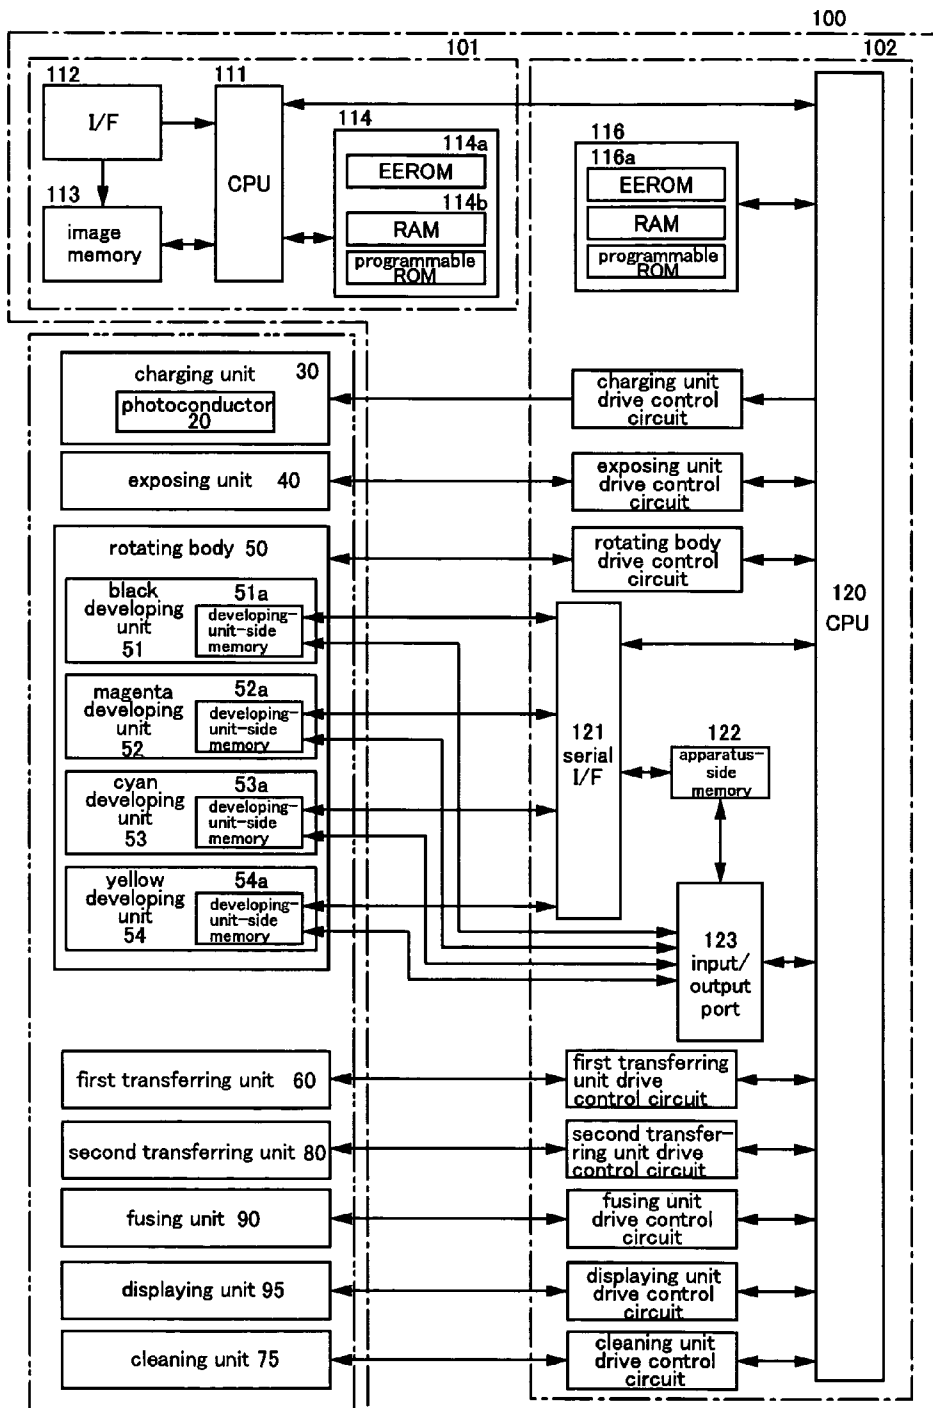 100
101
102
112
I/F
111
CPU
113
image
memory
114
114a
EEROM
114b
RAM
programmable
ROM
116
116a
EEROM
RAM
programmable
ROM
120
CPU
charging unit 30
photoconductor
20
charging unit
drive control
circuit
exposing unit 40
exposing unit
drive control
circuit
rotating body 50
rotating body
drive control
circuit
black
developing
unit
51
51a
developing-
unit-side
memory
magenta
developing
unit
52
52a
developing-
unit-side
memory
cyan
developing
unit
53
53a
developing-
unit-side
memory
yellow
developing
unit
54
54a
developing-
unit-side
memory
121
serial
I/F
122
apparatus-
side
memory
123
input/
output
port
first transferring unit 60
first transferring
unit drive
control circuit
second transferring unit 80
second transfer-
ring unit drive
control circuit
fusing unit 90
fusing unit
drive control
circuit
displaying unit 95
displaying unit
drive control
circuit
cleaning unit 75
cleaning unit
drive control
circuit